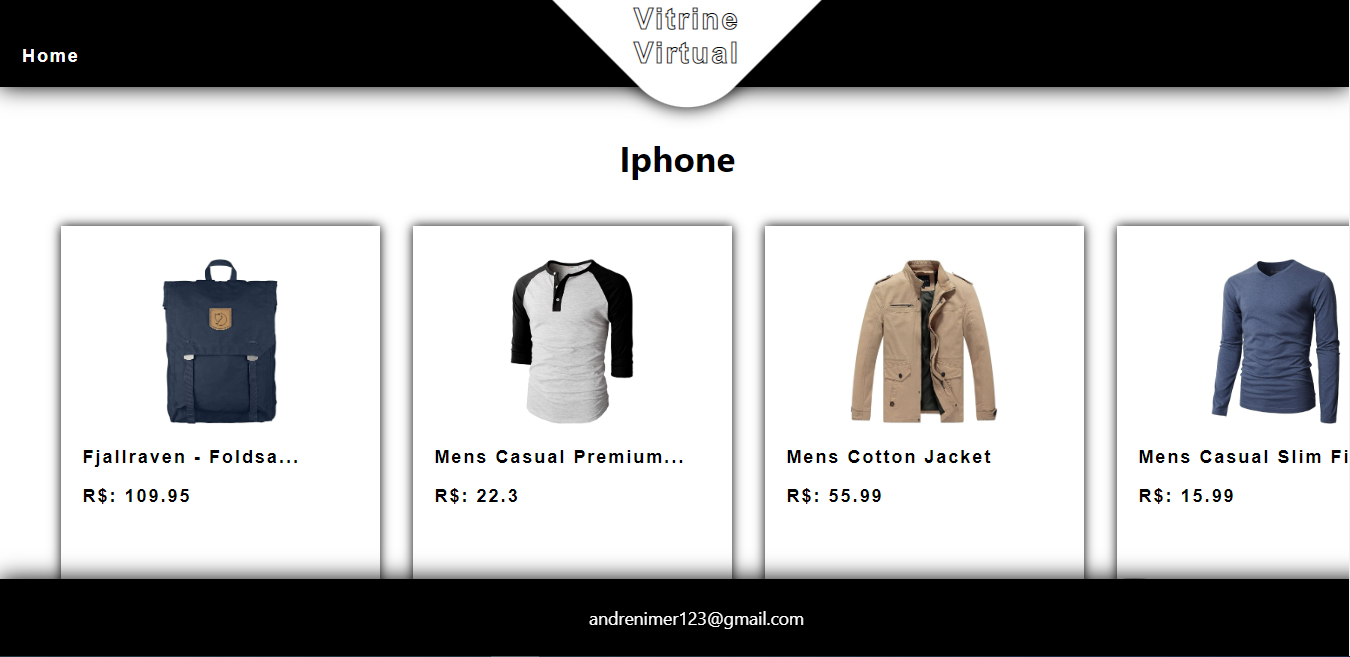 Vitrine
Virtual
Home
Iphone
Fjallraven - Foldsa...
R$: 109.95
Mens Casual Premium...
R$: 22.3
Mens Cotton Jacket
R$: 55.99
Mens Casual Slim Fi
R$: 15.99
andrenimer123@gmail.com